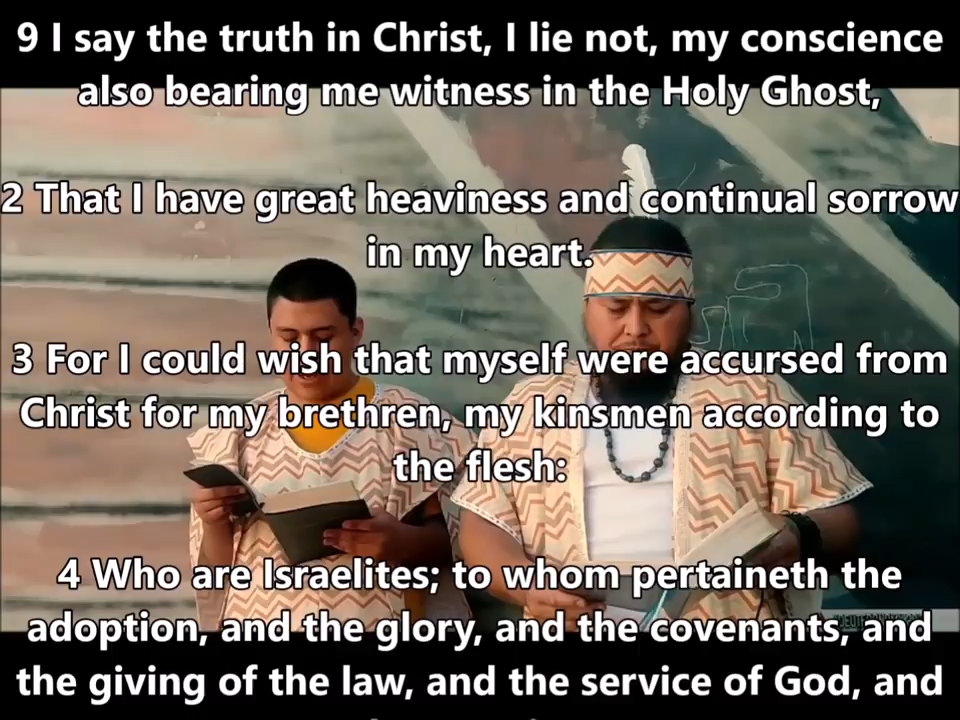 9 I say the truth in Christ, I lie not, my conscience
also bearing me witness in the Holy Ghost,
2 That I have great heaviness and continual sorrow
in my heart.
3 For I could wish that myself were accursed from
Christ for my brethren, my kinsmen according to
the flesh:
4 Who are Israelites; to whom pertaineth the
adoption, and the glory, and the covenants, and
the giving of the law, and the service of God, and